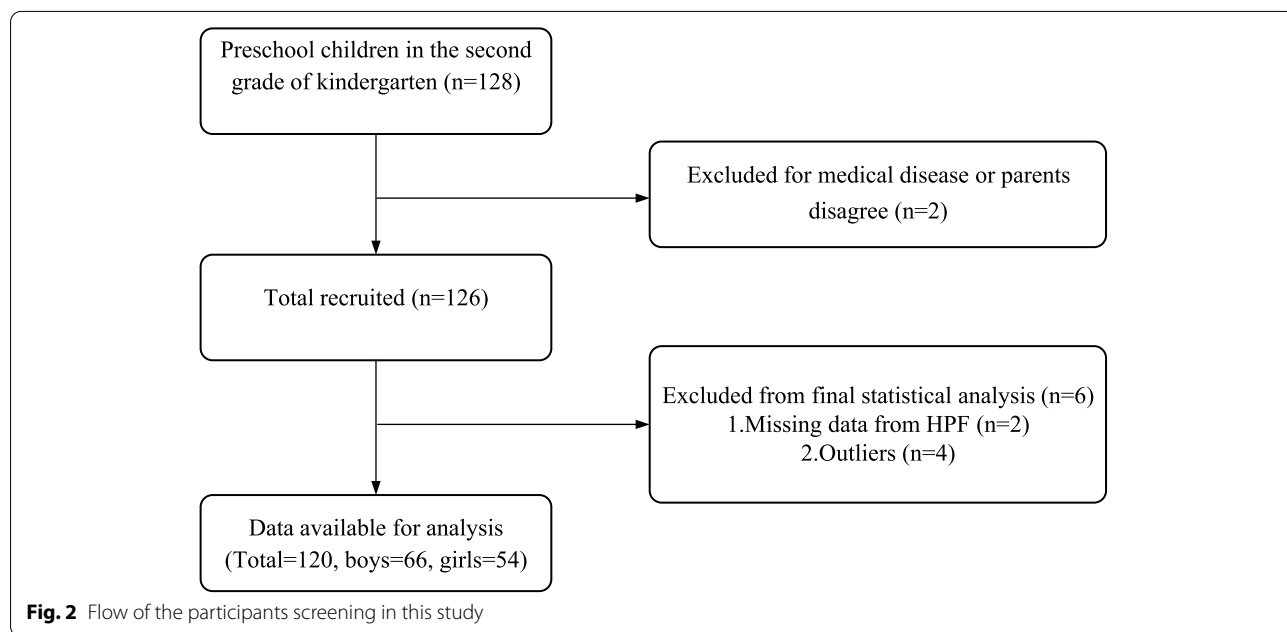 Preschool children in the second
grade of kindergarten (n=128)
Excluded for medical disease or parents
disagree (n=2)
Total recruited (n=126)
Excluded from final statistical analysis (n=6)
1.Missing data from HPF (n=2)
2.Outliers (n=4)
Data available for analysis
(Total=120, boys=66, girls=54)
Fig. 2 Flow of the participants screening in this study